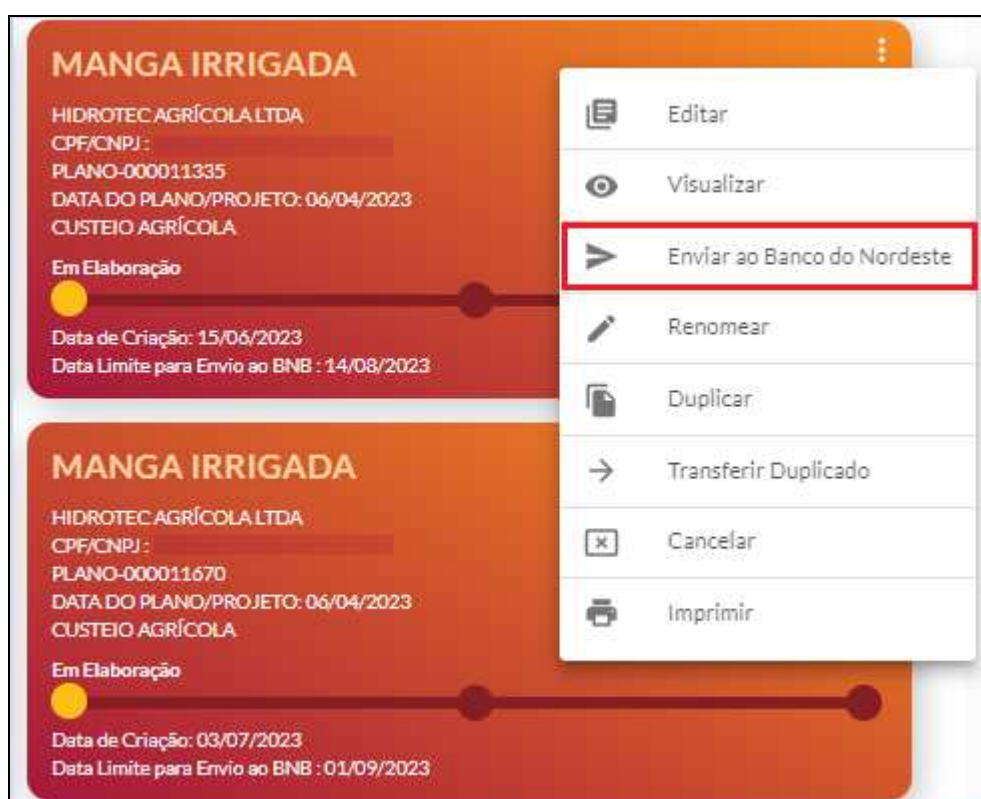 MANGA IRRIGADA
HIDROTEC AGRÍCOLA LTDA
CPF/CNPJ :
PLANO-000011335
DATA DO PLANO/PROJETO: 06/04/2023
CUSTEIO AGRÍCOLA
Em Elaboração
Data de Criação: 15/06/2023
Data Limite para Envio ao BNB : 14/08/2023
Editar
Visualizar
Enviar ao Banco do Nordeste
Renomear
Duplicar
Transferir Duplicado
Cancelar
Imprimir
MANGA IRRIGADA
HIDROTEC AGRÍCOLA LTDA
CPF/CNPJ :
PLANO-000011670
DATA DO PLANO/PROJETO: 06/04/2023
CUSTEIO AGRÍCOLA
Em Elaboração
Data de Criação: 03/07/2023
Data Limite para Envio ao BNB : 01/09/2023